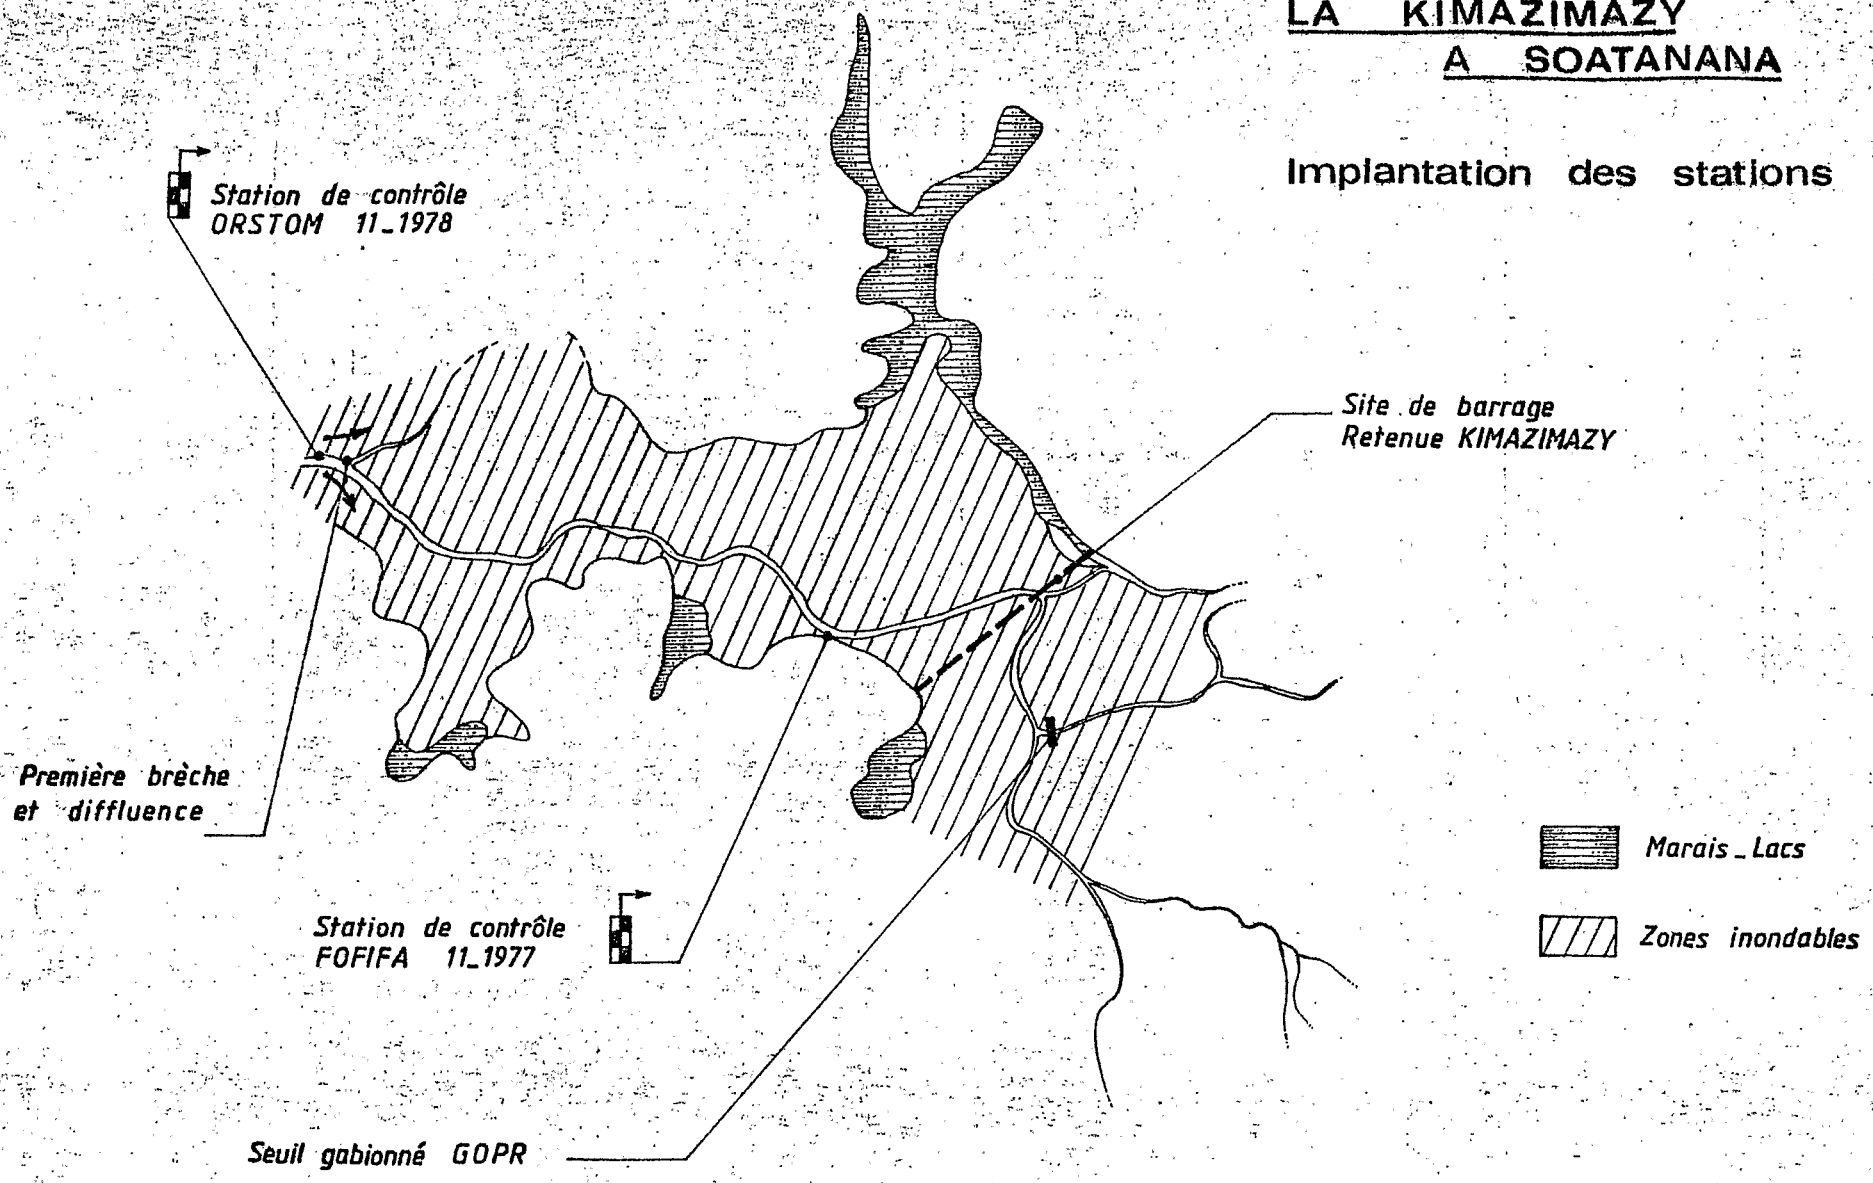 LA KIMAZIMAZY
A SOATANANA
Implantation des stations
Station de contrôle
ORSTOM 11_1978
Site de barrage
Retenue KIMAZIMAZY
Première brèche
et diffluence
Station de contrôle
FOFIFA 11_1977
Seuil gabionné GOPR
Marais_Lacs
Zones inondables